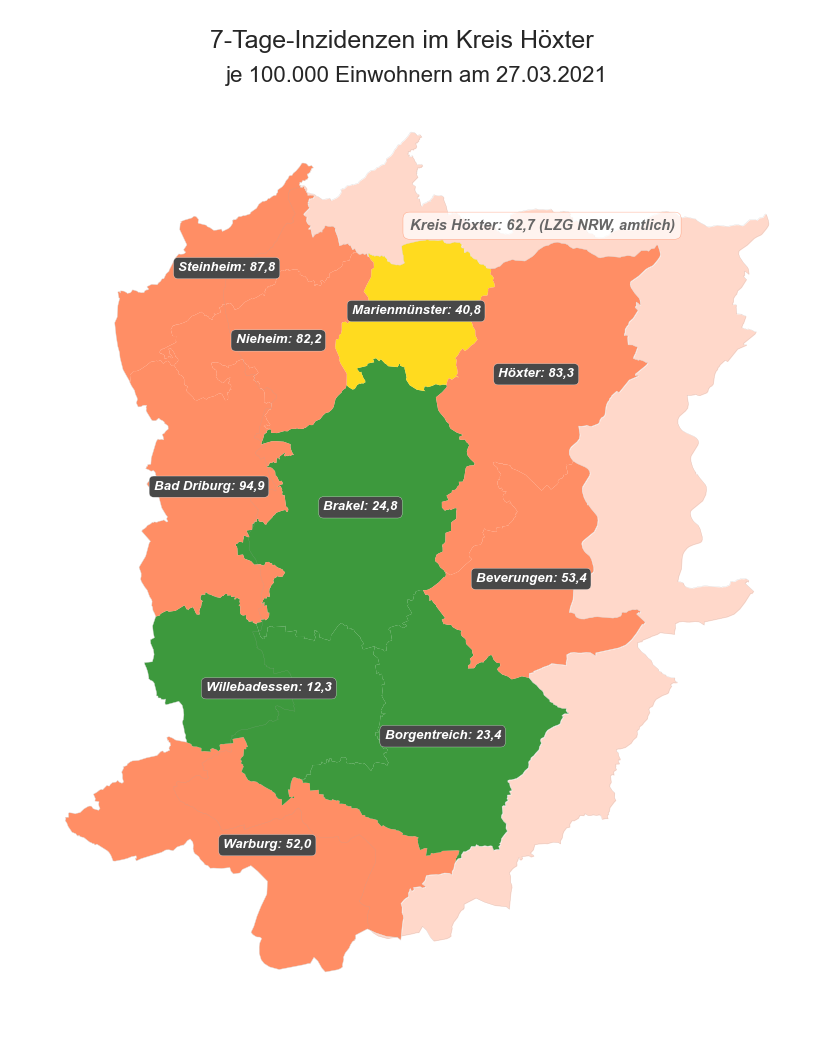 7-Tage-Inzidenzen im Kreis Höxter
je 100.000 Einwohnern am 27.03.2021
Kreis Höxter: 62,7 (LZG NRW, amtlich)
Steinheim: 87,8
Marienmünster: 40,8
Nieheim: 82,2
Höxter: 83,3
Bad Driburg: 94,9
Brakel: 24,8
Beverungen: 53,4
Willebadessen: 12,3
Borgentreich: 23,4
Warburg: 52,0